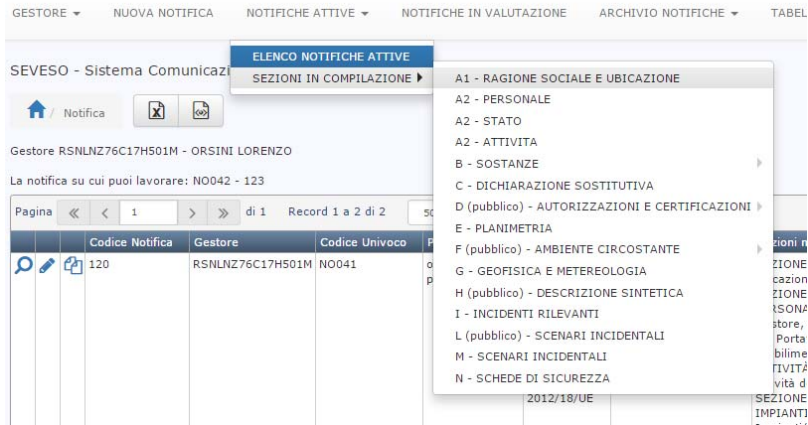 GESTORE NUOVA NOTIFICA NOTIFICHE ATTIVE NOTIFICHE IN VALUTAZIONE ARCHIVIO NOTIFICHE TABEL
ELENCO NOTIFICHE ATTIVE
SEZIONI IN COMPILAZIONE
A1 - RAGIONE SOCIALE E UBICAZIONE
A2 - PERSONALE
A2 - STATO
A2 - ATTIVITA
B - SOSTANZE
C - DICHIARAZIONE SOSTITUTIVA
D (pubblico) - AUTORIZZAZIONI E CERTIFICAZIONI
E - PLANIMETRIA
F (pubblico) - AMBIENTE CIRCOSTANTE
G - GEOFISICA E METEREOLOGIA
H (pubblico) - DESCRIZIONE SINTETICA
I - INCIDENTI RILEVANTI
L (pubblico) - SCENARI INCIDENTALI
M - SCENARI INCIDENTALI
N - SCHEDE DI SICUREZZA
SEVESO - Sistema Comunicazi
/ Notifica
Gestore RSNLNZ76C17H501M - ORSINI LORENZO
La notifica su cui puoi lavorare: NO042 - 123
Pagina 1 di 1 Record 1 a 2 di 2
Codice Notifica Gestore Codice Univoco
120 RSNLNZ76C17H501M NO041
2012/18/UE
SEZIONE
IMPIANTI